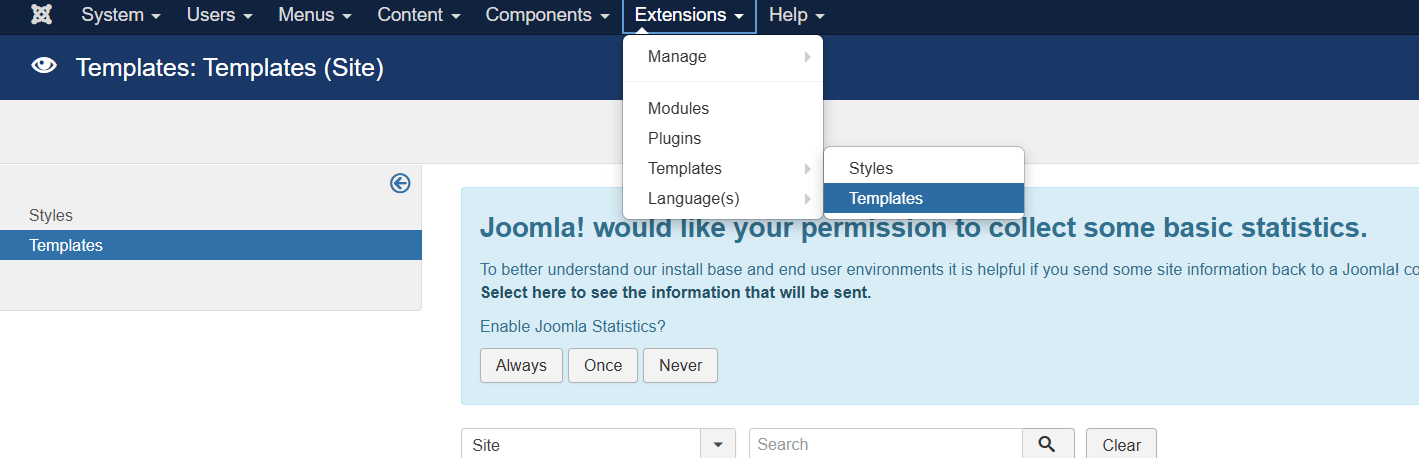 System Users Menus Content Components Extensions Help
Templates: Templates (Site)
Manage
Modules
Plugins
Templates
Language(s)
Styles
Templates
Styles
Templates
Joomla! would like your permission to collect some basic statistics.
To better understand our install base and end user environments it is helpful if you send some site information back to a Joomla! co
Select here to see the information that will be sent.
Enable Joomla Statistics?
Always Once Never
Site Search Clear